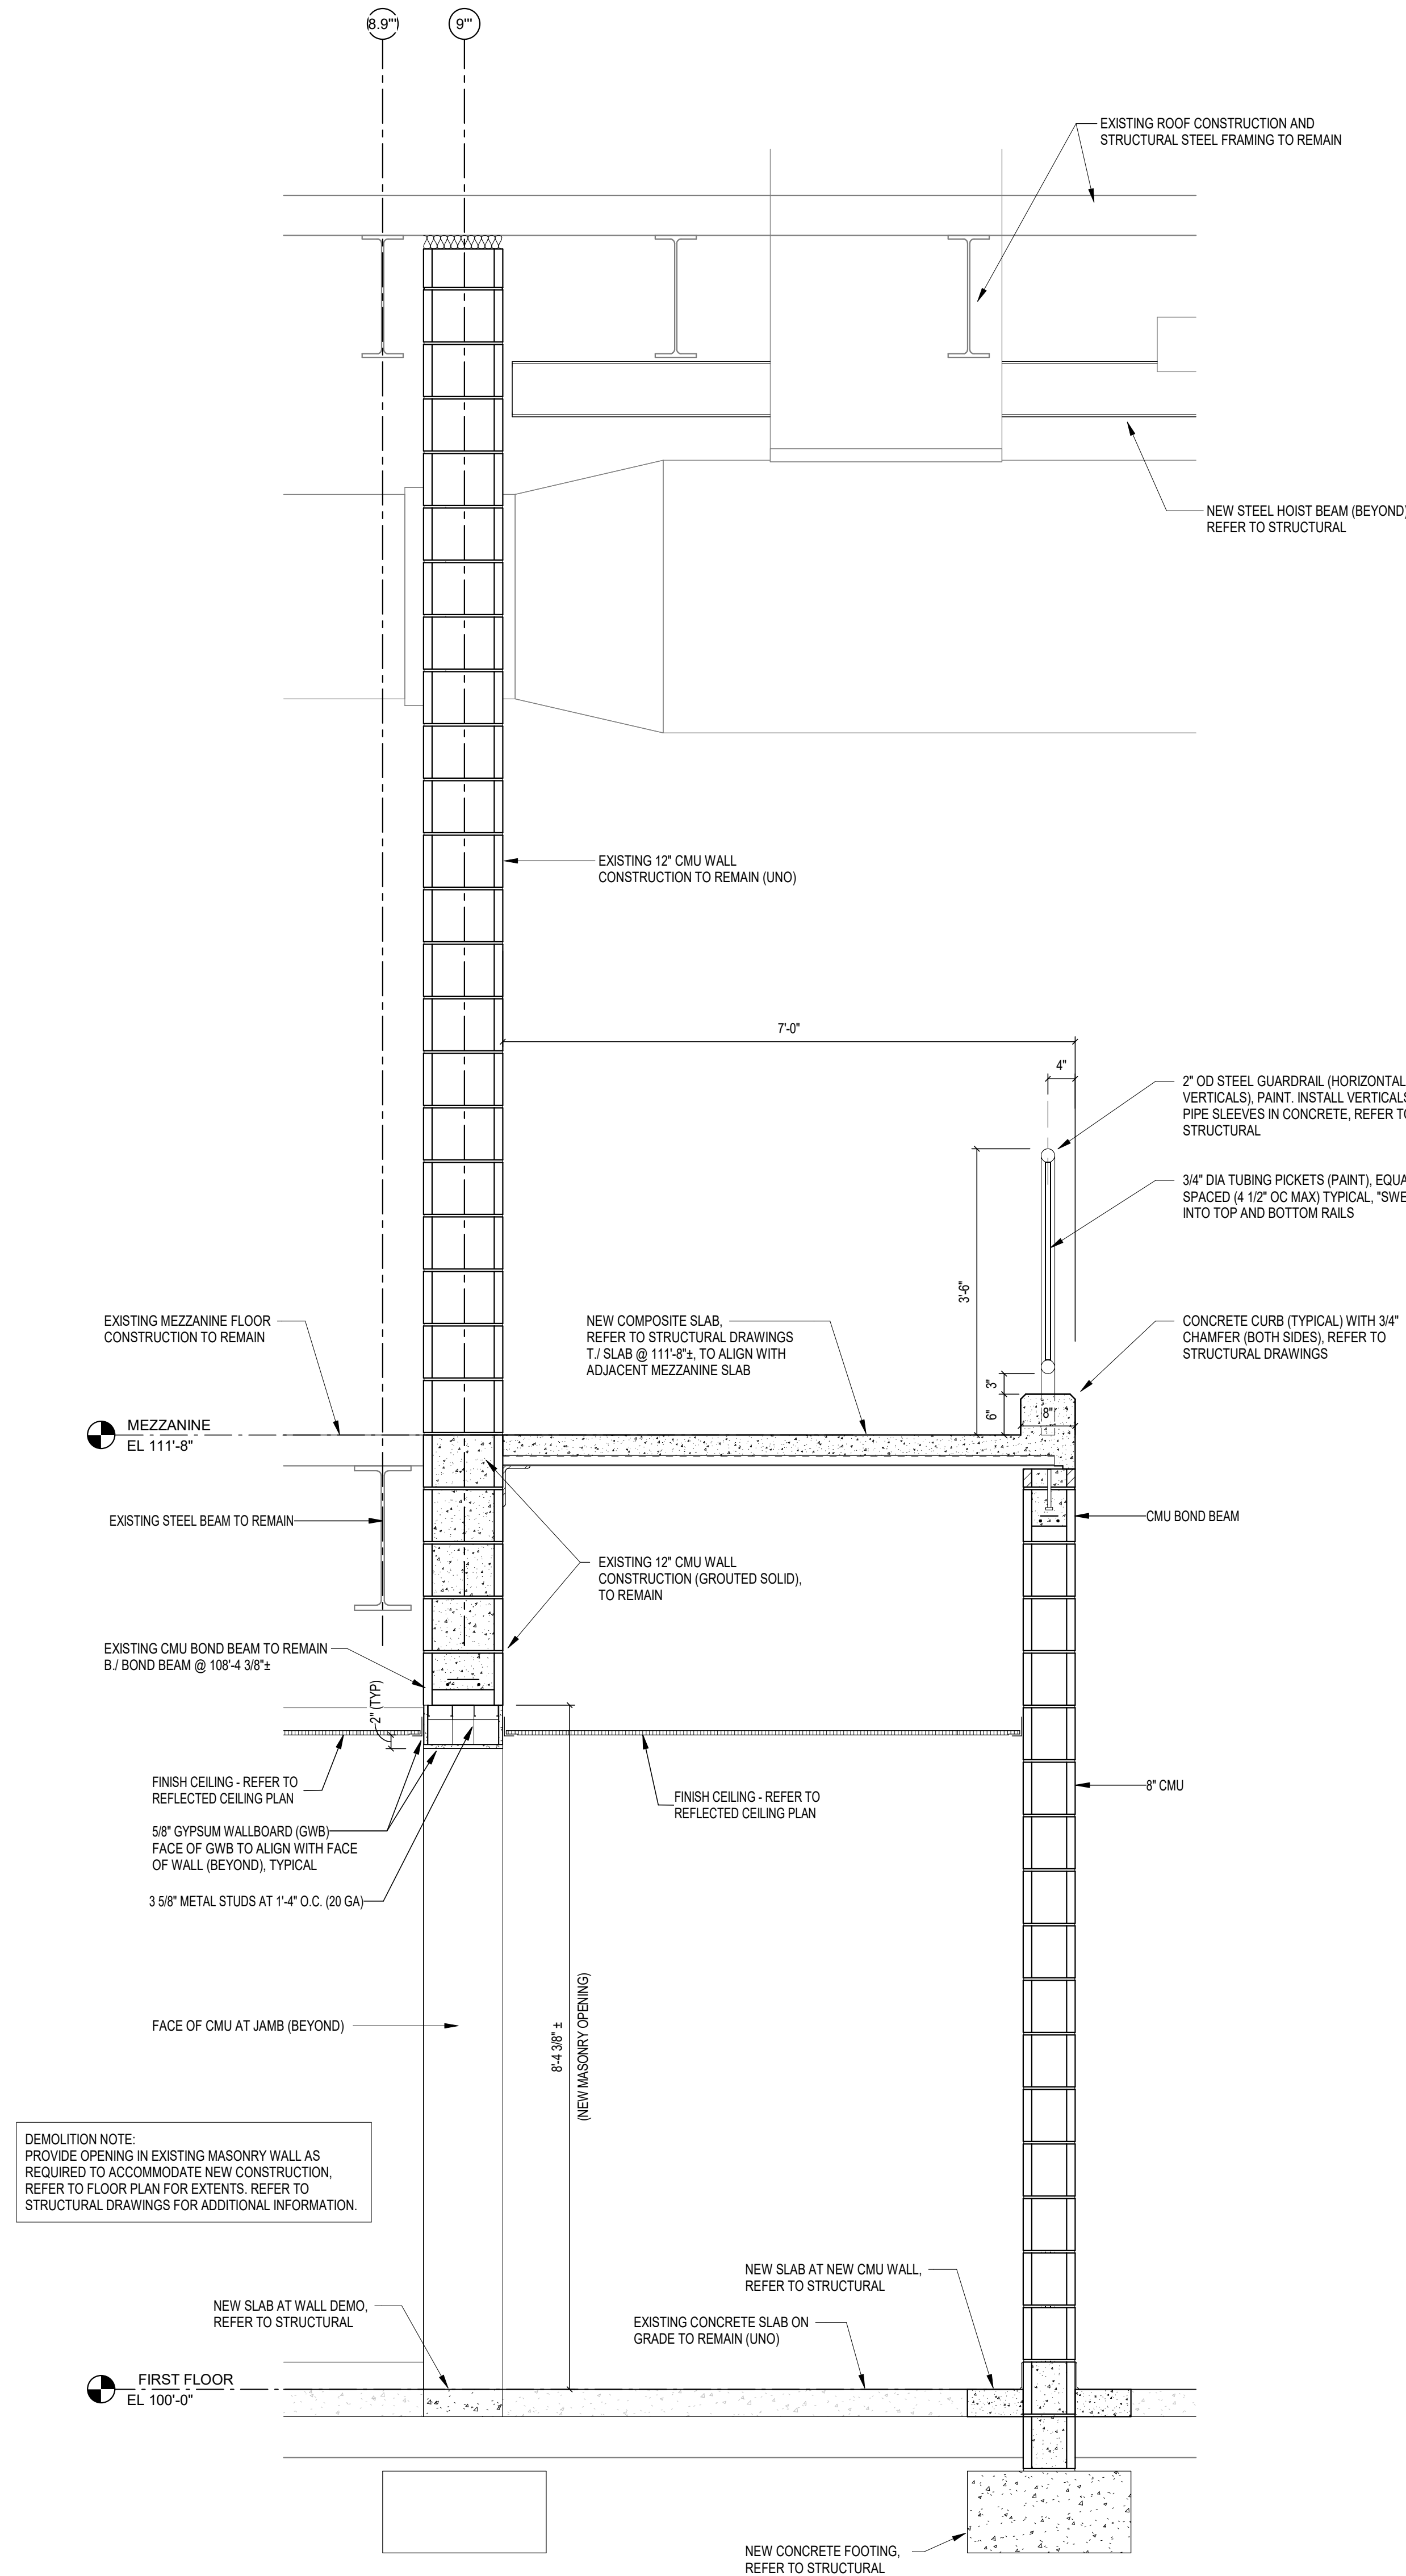 8.9'''
9'''
EXISTING ROOF CONSTRUCTION AND
STRUCTURAL STEEL FRAMING TO REMAIN
NEW STEEL HOIST BEAM (BEYOND)
REFER TO STRUCTURAL
EXISTING 12" CMU WALL
CONSTRUCTION TO REMAIN (UNO)
7'-0"
4"
2" OD STEEL GUARDRAIL (HORIZONTAL
VERTICALS), PAINT. INSTALL VERTICALS
PIPE SLEEVES IN CONCRETE, REFER TO
STRUCTURAL
3/4" DIA TUBING PICKETS (PAINT),
SPACED (4 1/2" OC MAX) TYPICAL,
INTO TOP AND BOTTOM RAILS
3'-6"
3"
6"
8"
CONCRETE CURB (TYPICAL) WITH 3/4"
CHAMFER (BOTH SIDES), REFER TO
STRUCTURAL DRAWINGS
EXISTING MEZZANINE FLOOR
CONSTRUCTION TO REMAIN
NEW COMPOSITE SLAB,
REFER TO STRUCTURAL DRAWINGS
T./ SLAB @ 111'-8"±, TO ALIGN WITH
ADJACENT MEZZANINE SLAB
MEZZANINE
EL 111'-8"
EXISTING STEEL BEAM TO REMAIN
CMU BOND BEAM
EXISTING 12" CMU WALL
CONSTRUCTION (GROUTED SOLID),
TO REMAIN
EXISTING CMU BOND BEAM TO REMAIN
B./ BOND BEAM @ 108'-4 3/8"±
2" (TYP)
FINISH CEILING - REFER TO
REFLECTED CEILING PLAN
FINISH CEILING - REFER TO
REFLECTED CEILING PLAN
8" CMU
5/8" GYPSUM WALLBOARD (GWB)
FACE OF GWB TO ALIGN WITH FACE
OF WALL (BEYOND), TYPICAL
3 5/8" METAL STUDS AT 1'-4" O.C. (20 GA)
8'-4 3/8" ±
(NEW MASONRY OPENING)
FACE OF CMU AT JAMB (BEYOND)
DEMOLITION NOTE:
PROVIDE OPENING IN EXISTING MASONRY WALL AS
REQUIRED TO ACCOMMODATE NEW CONSTRUCTION,
REFER TO FLOOR PLAN FOR EXTENTS. REFER TO
STRUCTURAL DRAWINGS FOR ADDITIONAL INFORMATION.
NEW SLAB AT NEW CMU WALL,
REFER TO STRUCTURAL
NEW SLAB AT WALL DEMO,
REFER TO STRUCTURAL
EXISTING CONCRETE SLAB ON
GRADE TO REMAIN (UNO)
FIRST FLOOR
EL 100'-0"
NEW CONCRETE FOOTING,
REFER TO STRUCTURAL